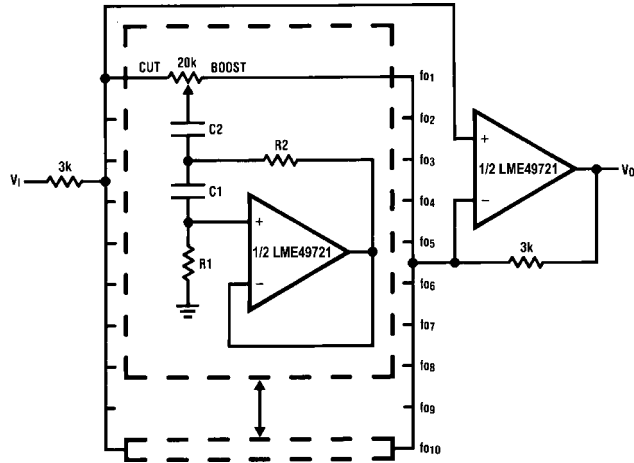 CUT 20k BOOST fo1
C2 fo2
R2 fo3
+
1/2 LME49721
−
VO
VI 3k
C1 fo4
+
1/2 LME49721
−
R1
fo5
3k
fo6
fo7
fo8
fo9
fo10